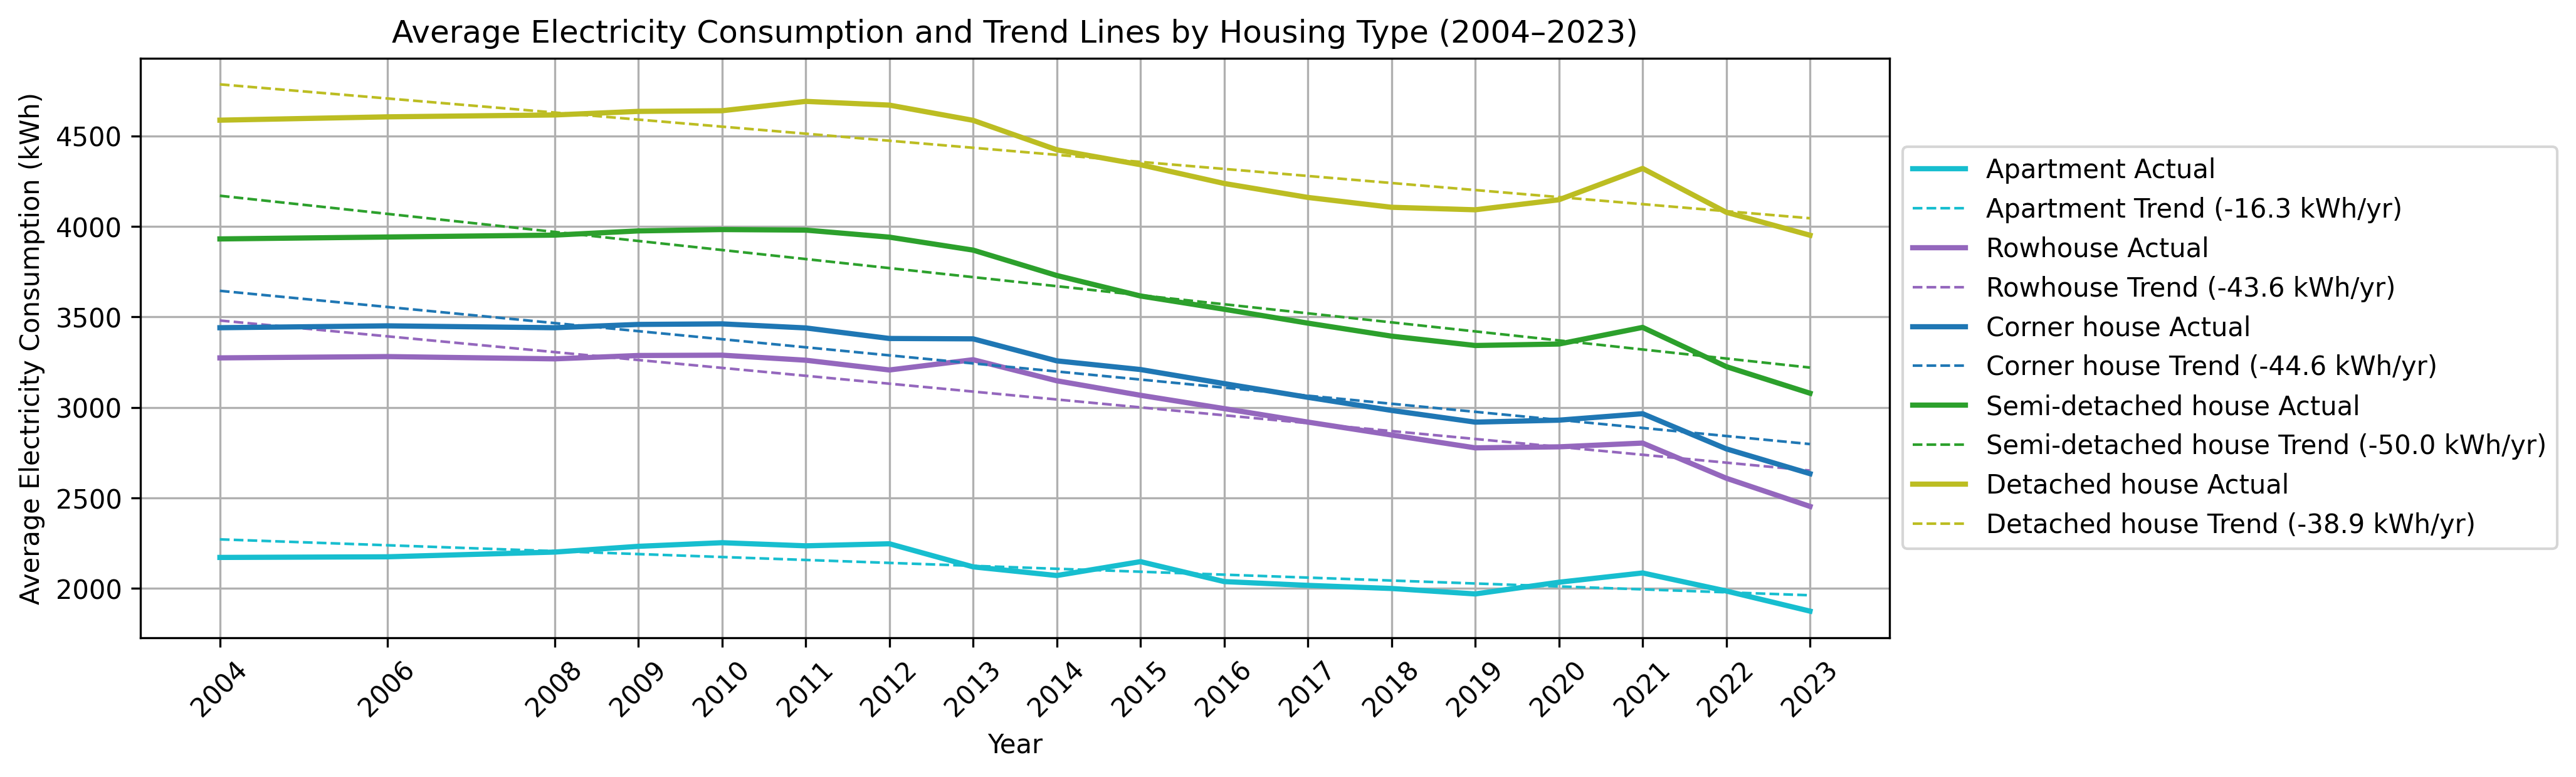 Average Electricity Consumption and Trend Lines by Housing Type (2004–2023)
Average Electricity Consumption (kWh)
4500
4000
3500
3000
2500
2000
2004
2006
2008
2009
2010
2011
2012
2013
2014
2015
2016
2017
2018
2019
2020
2021
2022
2023
Year
Apartment Actual
Apartment Trend (-16.3 kWh/yr)
Rowhouse Actual
Rowhouse Trend (-43.6 kWh/yr)
Corner house Actual
Corner house Trend (-44.6 kWh/yr)
Semi-detached house Actual
Semi-detached house Trend (-50.0 kWh/yr)
Detached house Actual
Detached house Trend (-38.9 kWh/yr)